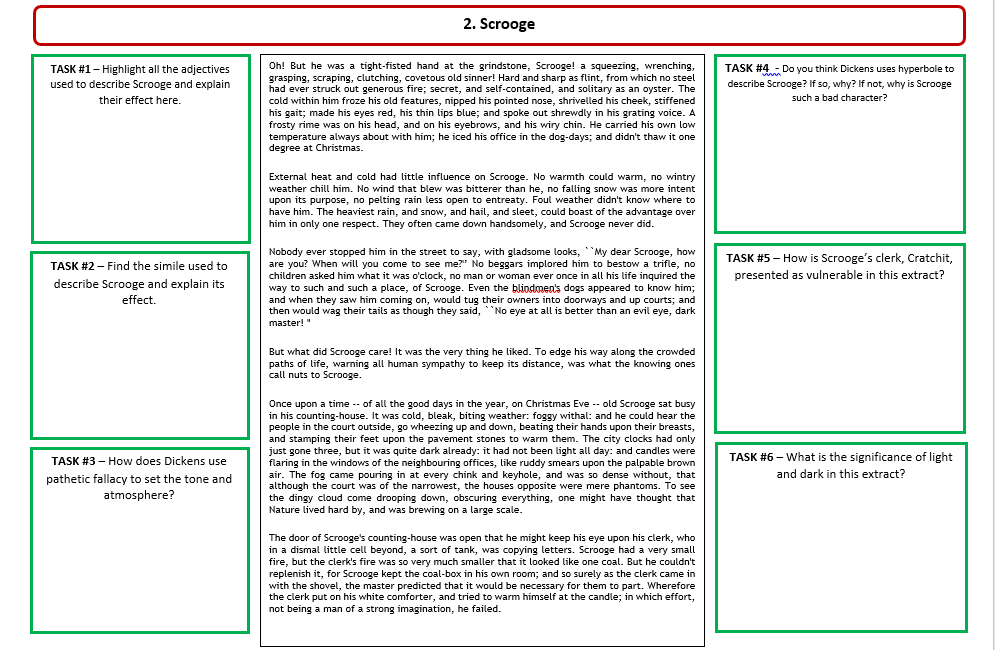 2. Scrooge
TASK #1 – Highlight all the adjectives
used to describe Scrooge and explain
their effect here.
TASK #2 – Find the simile used to
describe Scrooge and explain its
effect.
TASK #3 – How does Dickens use
pathetic fallacy to set the tone and
atmosphere?
Oh! But he was a tight-fisted hand at the grindstone, Scrooge! a squeezing, wrenching,
grasping, scraping, clutching, covetous old sinner! Hard and sharp as flint, from which no steel
had ever struck out generous fire; secret, and self-contained, and solitary as an oyster. The
cold within him froze his old features, nipped his pointed nose, shrivelled his cheek, stiffened
his gait; made his eyes red, his thin lips blue; and spoke out shrewdly in his grating voice. A
frosty rime was on his head, and on his eyebrows, and his wiry chin. He carried his own low
temperature always about with him; he iced his office in the dog-days; and didn't thaw it one
degree at Christmas.
External heat and cold had little influence on Scrooge. No warmth could warm, no wintry
weather chill him. No wind that blew was bitterer than he, no falling snow was more intent
upon its purpose, no pelting rain less open to entreaty. Foul weather didn't know where to
have him. The heaviest rain, and snow, and hail, and sleet, could boast of the advantage over
him in only one respect. They often came down handsomely, and Scrooge never did.
Nobody ever stopped him in the street to say, with gladsome looks, ``My dear Scrooge, how
are you? When will you come to see me?" No beggars implored him to bestow a trifle, no
children asked him what it was o'clock, no man or woman ever once in all his life inquired the
way to such and such a place, of Scrooge. Even the blindmen's dogs appeared to know him;
and when they saw him coming on, would tug their owners into doorways and up courts; and
then would wag their tails as though they said, ``No eye at all is better than an evil eye, dark
master! "
But what did Scrooge care! It was the very thing he liked. To edge his way along the crowded
paths of life, warning all human sympathy to keep its distance, was what the knowing ones
call nuts to Scrooge.
Once upon a time -- of all the good days in the year, on Christmas Eve -- old Scrooge sat busy
in his counting-house. It was cold, bleak, biting weather: foggy withal: and he could hear the
people in the court outside, go wheezing up and down, beating their hands upon their breasts,
and stamping their feet upon the pavement stones to warm them. The city clocks had only
just gone three, but it was quite dark already: it had not been light all day: and candles were
flaring in the windows of the neighbouring offices, like ruddy smears upon the palpable brown
air. The fog came pouring in at every chink and keyhole, and was so dense without, that
although the court was of the narrowest, the houses opposite were mere phantoms. To see
the dingy cloud come drooping down, obscuring everything, one might have thought that
Nature lived hard by, and was brewing on a large scale.
The door of Scrooge's counting-house was open that he might keep his eye upon his clerk, who
in a dismal little cell beyond, a sort of tank, was copying letters. Scrooge had a very small
fire, but the clerk's fire was so very much smaller that it looked like one coal. But he couldn't
replenish it, for Scrooge kept the coal-box in his own room; and so surely as the clerk came in
with the shovel, the master predicted that it would be necessary for them to part. Wherefore
the clerk put on his white comforter, and tried to warm himself at the candle; in which effort,
not being a man of a strong imagination, he failed.
TASK #4 - Do you think Dickens uses hyperbole to
describe Scrooge? If so, why? If not, why is Scrooge
such a bad character?
TASK #5 – How is Scrooge's clerk, Cratchit,
presented as vulnerable in this extract?
TASK #6 – What is the significance of light
and dark in this extract?